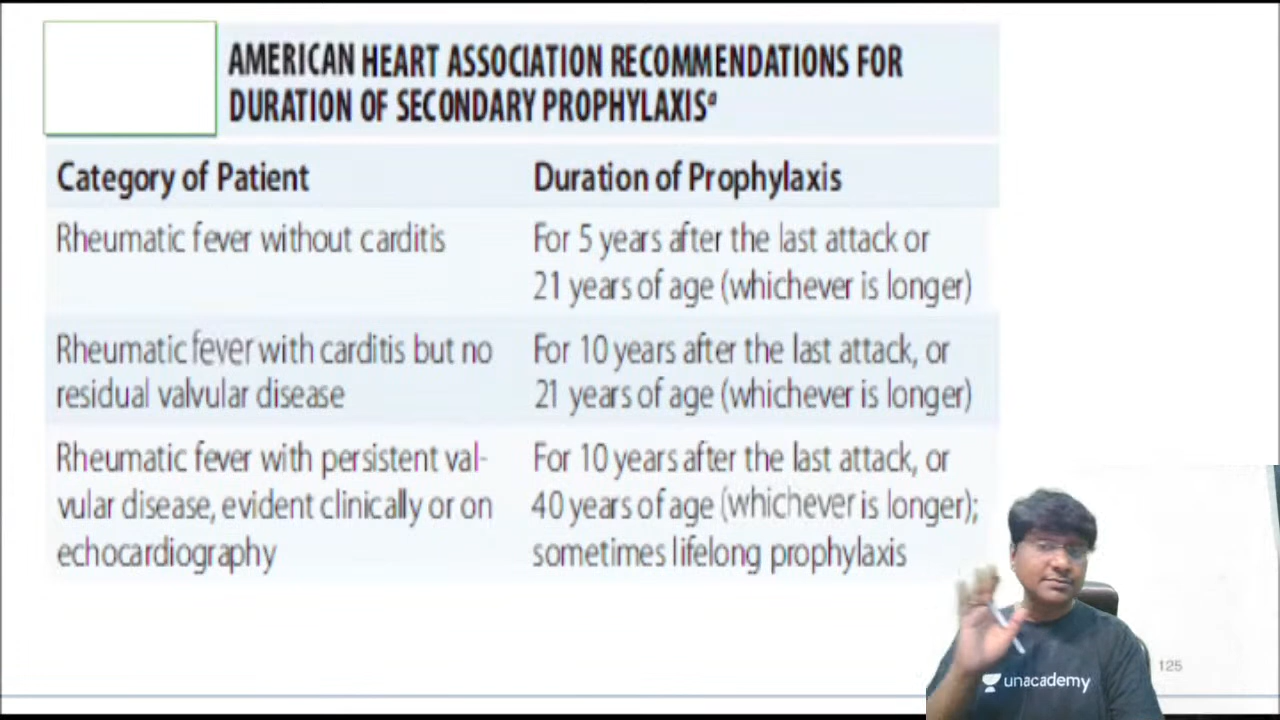 AMERICAN HEART ASSOCIATION RECOMMENDATIONS FOR
DURATION OF SECONDARY PROPHYLAXISa
Category of Patient
Duration of Prophylaxis
Rheumatic fever without carditis
For 5 years after the last attack or
21 years of age (whichever is longer)
Rheumatic fever with carditis but no
residual valvular disease
For 10 years after the last attack, or
21 years of age (whichever is longer)
Rheumatic fever with persistent val-
vular disease, evident clinically or on
echocardiography
For 10 years after the last attack, or
40 years of age (whichever is longer);
sometimes lifelong prophylaxis
125
unacademy